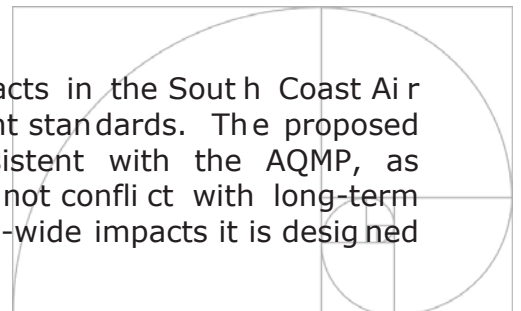 acts in the South Coast Air
nt standards. The proposed
sistent with the AQMP, as
not conflict with long-term
-wide impacts it is designed